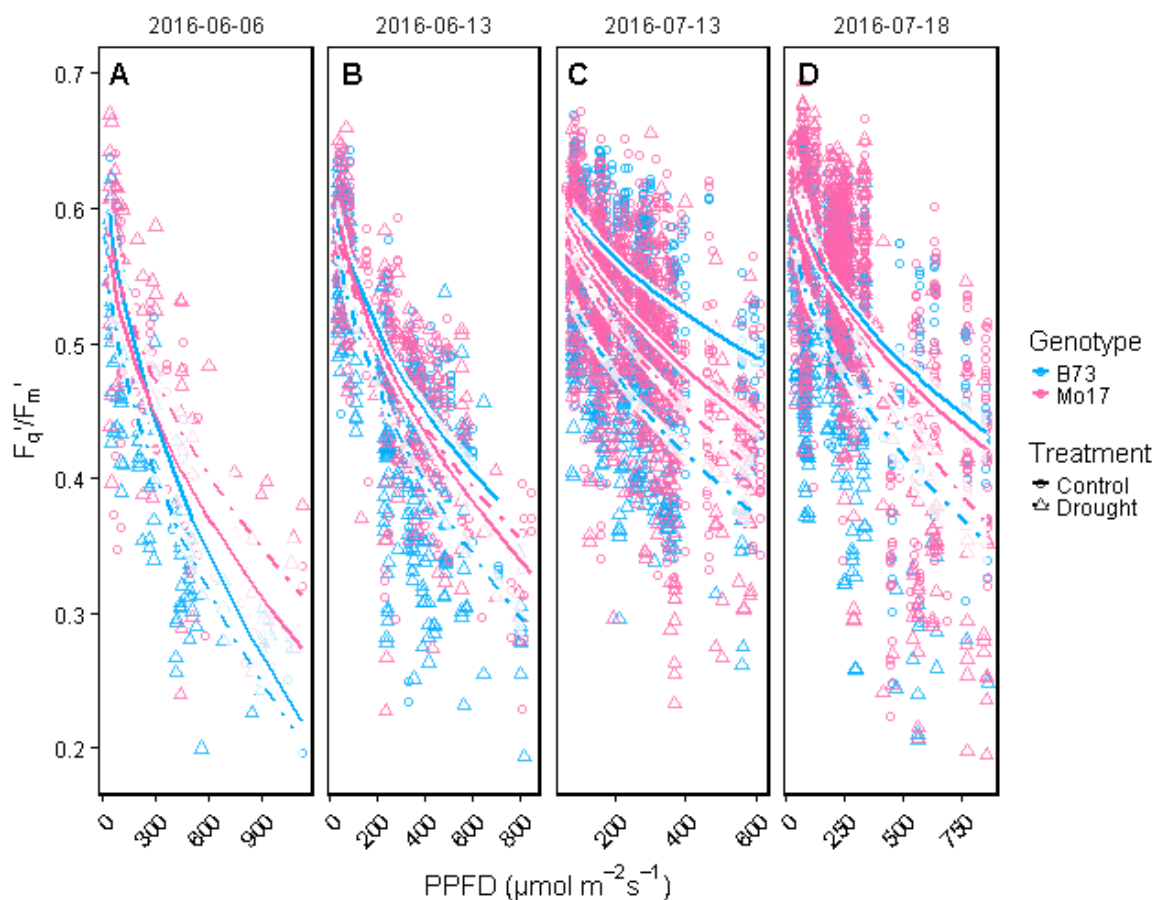 2016-06-06 2016-06-13 2016-07-13 2016-07-18
A B C D
0.7
0.6
0.5
0.4
0.3
0.2
Fq'/Fm'
0 300 600 900 0 200 400 600 800 200 400 600 0 250 500 750
PPFD (µmol m⁻²s⁻¹)
Genotype
B73
Mo17
Treatment
Control
Drought